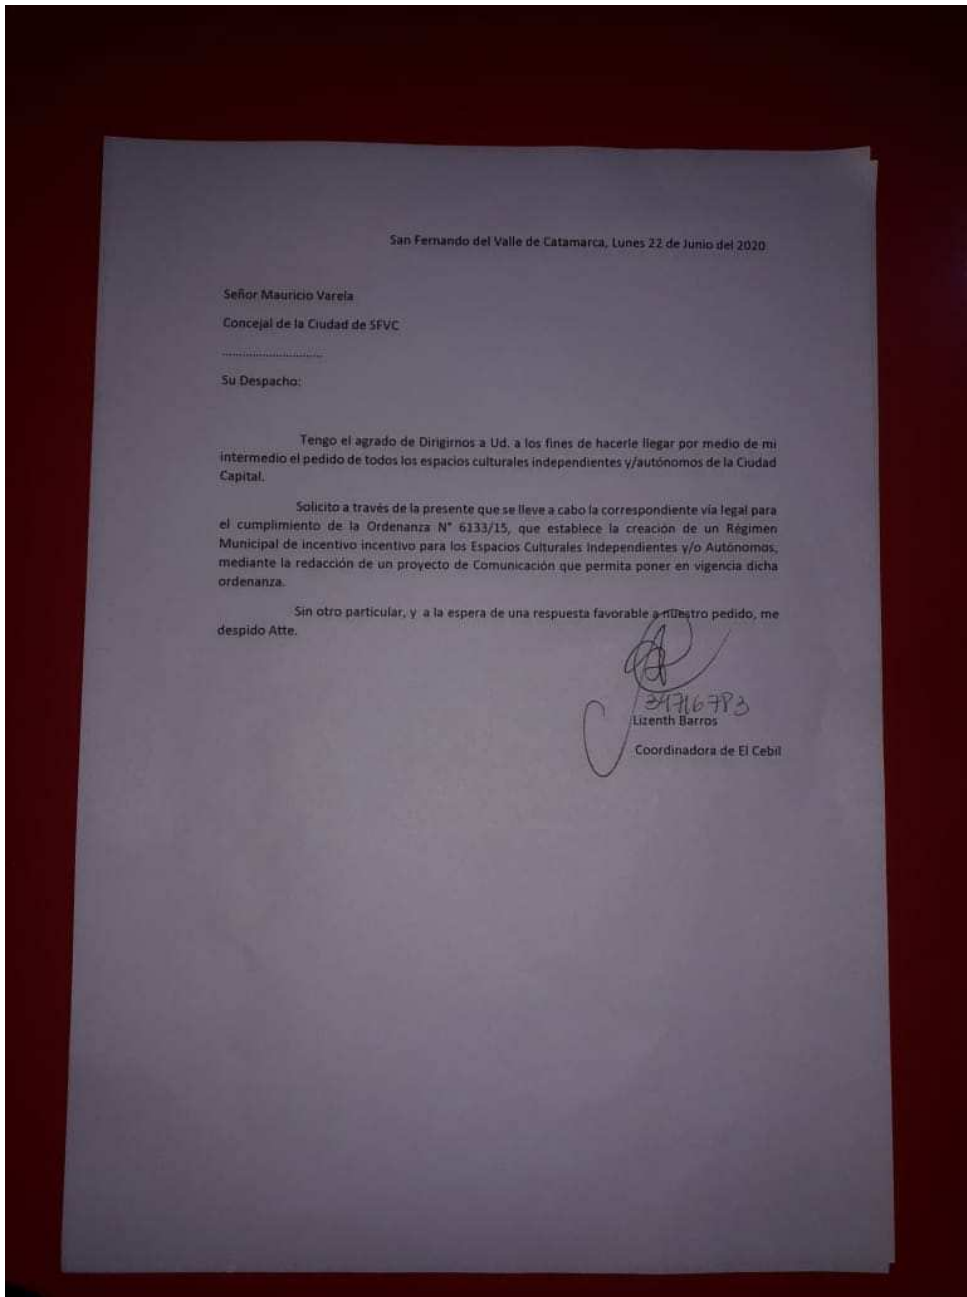 San Fernando del Valle de Catamarca, Lunes 22 de Junio del 2020
Señor Mauricio Varela
Concejal de la Ciudad de SFVC
..............................
Su Despacho:
Tengo el agrado de Dirigirnos a Ud. a los fines de hacerle llegar por medio de mi
intermedio el pedido de todos los espacios culturales independientes y/autónomos de la Ciudad
Capital.
Solicito a través de la presente que se lleve a cabo la correspondiente vía legal para
el cumplimiento de la Ordenanza N° 6133/15, que establece la creación de un Régimen
Municipal de incentivo incentivo para los Espacios Culturales Independientes y/o Autónomos,
mediante la redacción de un proyecto de Comunicación que permita poner en vigencia dicha
ordenanza.
Sin otro particular, y a la espera de una respuesta favorable a nuestro pedido, me
despido Atte.
34716783
Lizenth Barros
Coordinadora de El Cebil